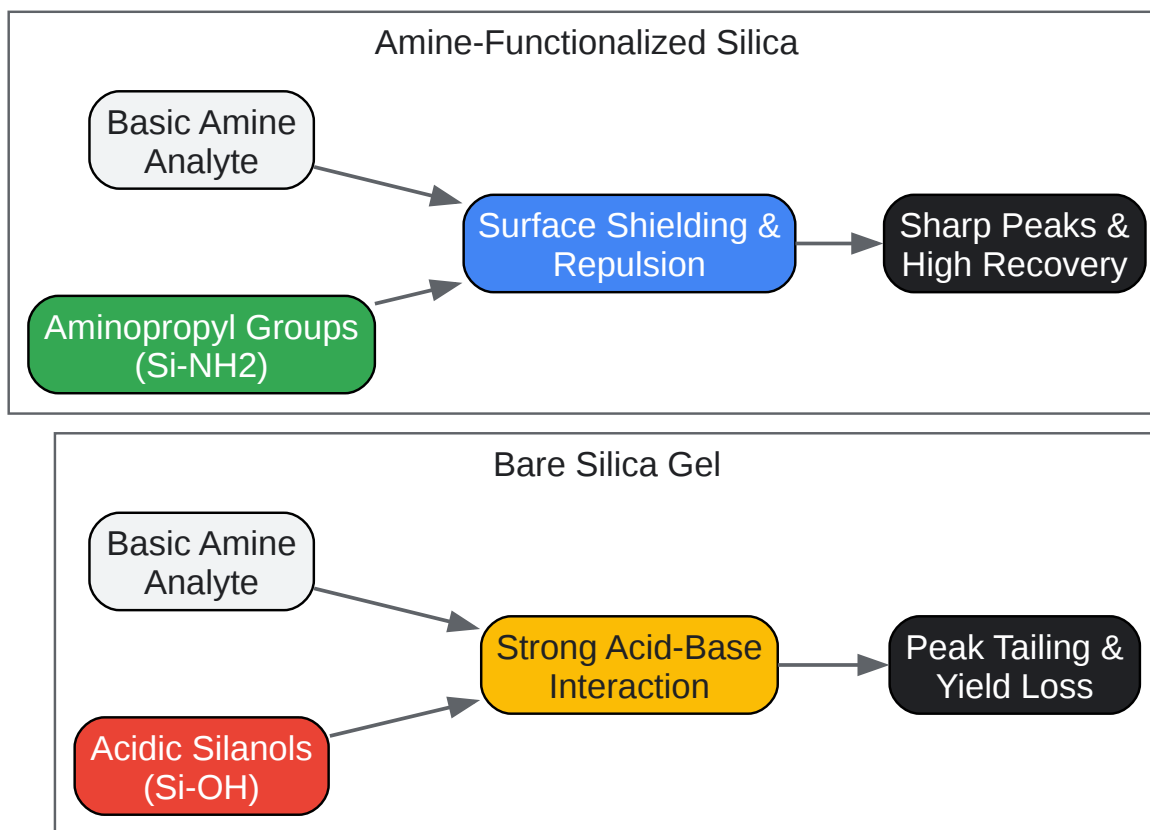 Amine-Functionalized Silica
Basic Amine
Analyte
Surface Shielding &
Repulsion
Sharp Peaks &
High Recovery
Aminopropyl Groups
(Si-NH2)
Bare Silica Gel
Basic Amine
Analyte
Strong Acid-Base
Interaction
Peak Tailing &
Yield Loss
Acidic Silanols
(Si-OH)